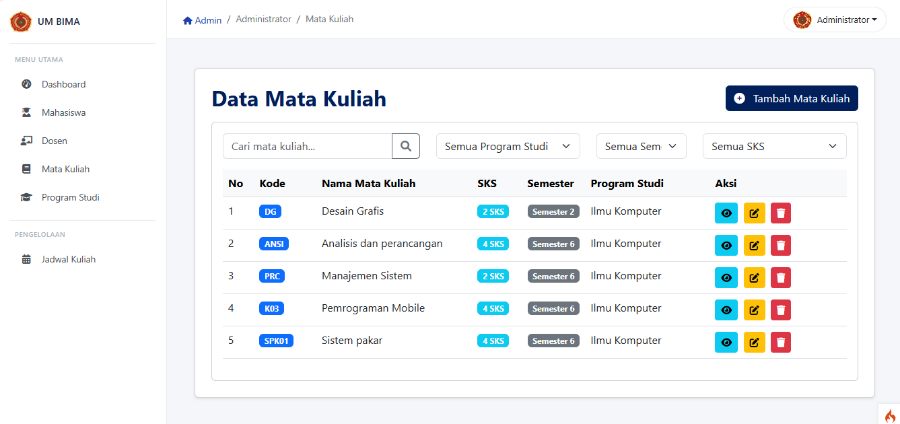 UM BIMA
Admin / Administrator / Mata Kuliah
Administrator
MENU UTAMA
Dashboard
Mahasiswa
Dosen
Mata Kuliah
Program Studi
PENGELOLAAN
Jadwal Kuliah
Data Mata Kuliah
Tambah Mata Kuliah
Cari mata kuliah... Semua Program Studi Semua Sem Semua SKS
No Kode Nama Mata Kuliah SKS Semester Program Studi Aksi
1 DG Desain Grafis 2 SKS Semester 2 Ilmu Komputer
2 ANSI Analisis dan perancangan 4 SKS Semester 6 Ilmu Komputer
3 PRC Manajemen Sistem 2 SKS Semester 6 Ilmu Komputer
4 K03 Pemrograman Mobile 4 SKS Semester 6 Ilmu Komputer
5 SPK01 Sistem pakar 4 SKS Semester 6 Ilmu Komputer